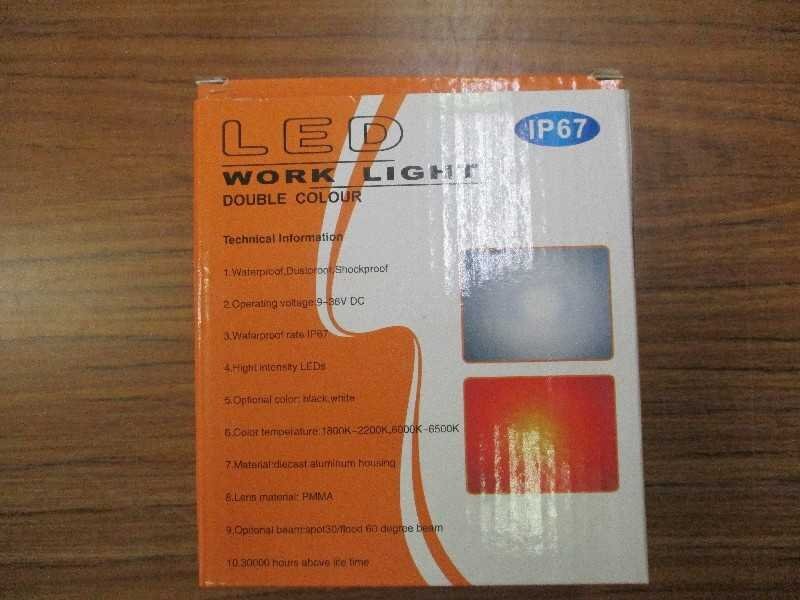 LED
IP67
WORK LIGHT
DOUBLE COLOUR
Technical Information
1.Waterproof,Dustproof,Shockproof
2.Operating voltage:9-36V DC
3.Waferproof rate IP67
4.Hight intensity LEDs
5.Optional color: black,white
6.Color temperature:1800K-2200K,6000K-6500K
7.Material:diecast aluminum housing
8.Lens material: PMMA
9.Optional beam:spot30/flood 60 degree beam
10.30000 hours above life time